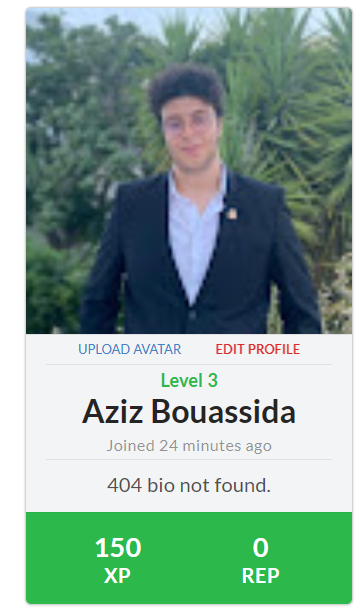 UPLOAD AVATAR EDIT PROFILE
Level 3
Aziz Bouassida
Joined 24 minutes ago
404 bio not found.
150 0
XP REP